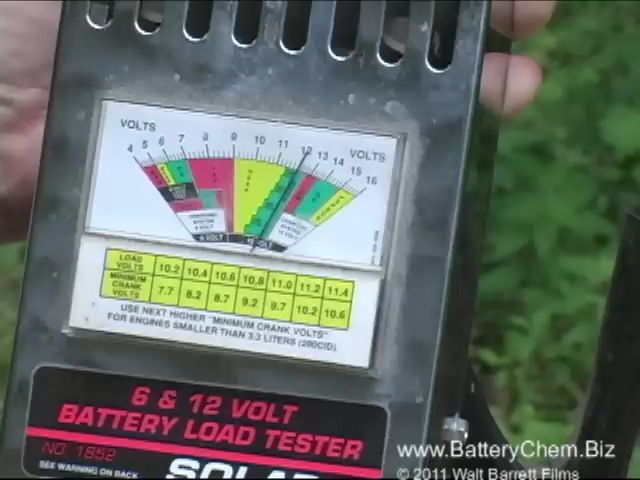 VOLTS
4 5 6 7 8 9 10 11 12 13 14 15 16
VOLTS
6 VOLT
LOAD VOLTS 10.2 10.4 10.6 10.8 11.0 11.2 11.4
MINIMUM CRANK VOLTS 7.7 8.2 8.7 9.2 9.7 10.2 10.6
USE NEXT HIGHER "MINIMUM CRANK VOLTS"
FOR ENGINES SMALLER THAN 3.3 LITERS (200CID).
6 & 12 VOLT
BATTERY LOAD TESTER
NO. 1852
SEE WARNING ON BACK
www.BatteryChem.Biz
© 2011 Walt Barrett Films